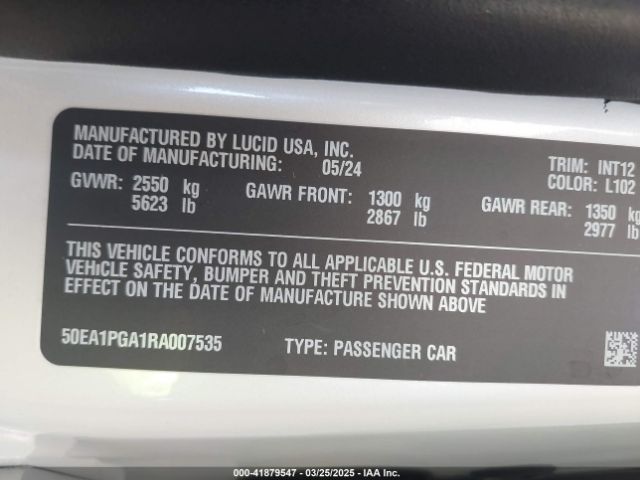 MANUFACTURED BY LUCID USA, INC.
DATE OF MANUFACTURING: 05/24 TRIM: INT12
COLOR: L102
GVWR: 2550 kg GAWR FRONT: 1300 kg GAWR REAR: 1350 kg
5623 lb 2867 lb 2977 lb
THIS VEHICLE CONFORMS TO ALL APPLICABLE U.S. FEDERAL MOTOR
VEHICLE SAFETY, BUMPER AND THEFT PREVENTION STANDARDS IN
EFFECT ON THE DATE OF MANUFACTURE SHOWN ABOVE
50EA1PGA1RA007535 TYPE: PASSENGER CAR
000-41879547 - 03/25/2025 - IAA Inc.